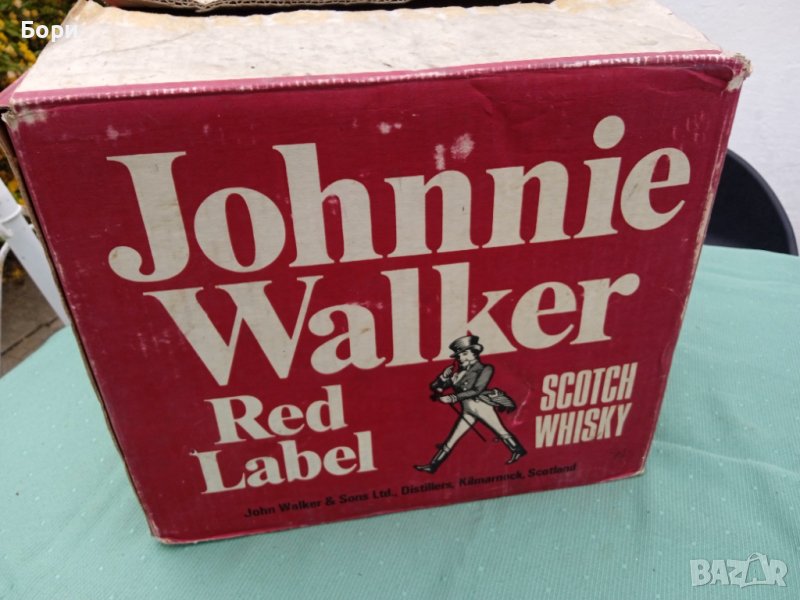 Бори
Johnnie
Walker
Red
Label
SCOTCH
WHISKY
John Walker & Sons Ltd., Distillers, Kilmarnock, Scotland
BAZAR